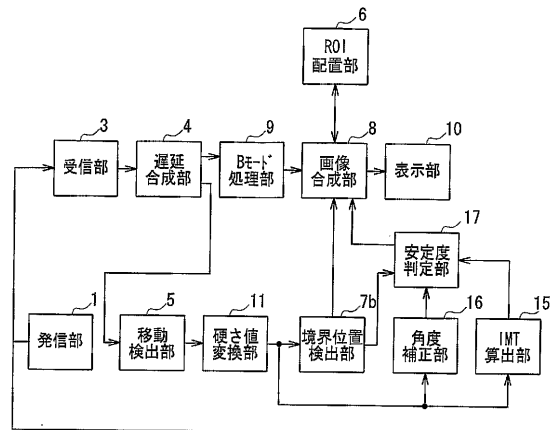 6
ROI
配置部
3
受信部
4
遅延
合成部
9
Bモード
処理部
8
画像
合成部
10
表示部
17
安定度
判定部
1
発信部
5
移動
検出部
11
硬さ値
変換部
7b
境界位置
検出部
16
角度
補正部
15
IMT
算出部